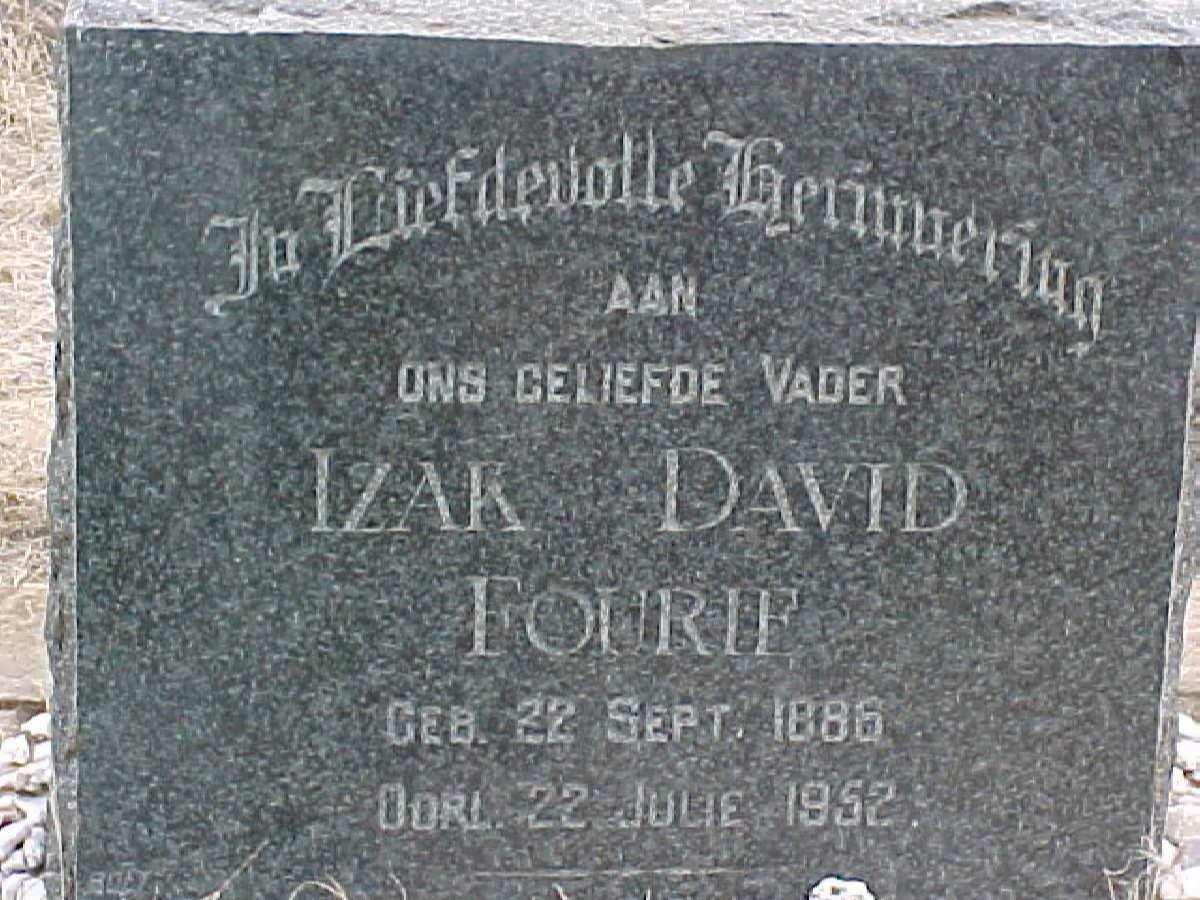 In Liefdevolle Herinnering
AAN
ONS GELIEFDE VADER
IZAK DAVID
FOURIE
GEB. 22 SEPT. 1886
OORL. 22 JULIE 1952.